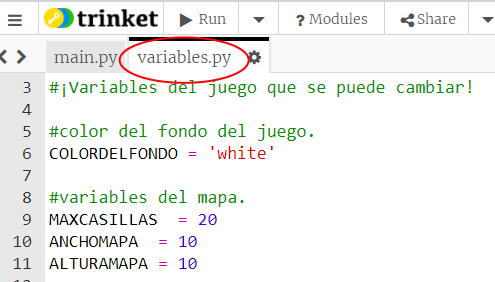 trinket Run ? Modules Share
main.py variables.py
3 #¡Variables del juego que se puede cambiar!
4
5 #color del fondo del juego.
6 COLORDELFONDO = 'white'
7
8 #variables del mapa.
9 MAXCASILLAS  = 20
10 ANCHOMAPA  = 10
11 ALTURAMAPA = 10